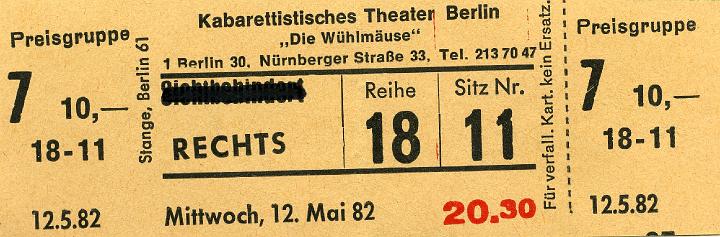 Preisgruppe
7 10,—
18-11
12.5.82
Stange, Berlin 61
Kabarettistisches Theater Berlin
„Die Wühlmäuse“
1 Berlin 30, Nürnberger Straße 33, Tel. 213 70 47
Sichtbehindert
RECHTS
Reihe
18
Sitz Nr.
11
Mittwoch, 12. Mai 82 20.30
Für verfall. Kart. kein Ersatz.
Preisgruppe
7 10,—
18-11
12.5.82